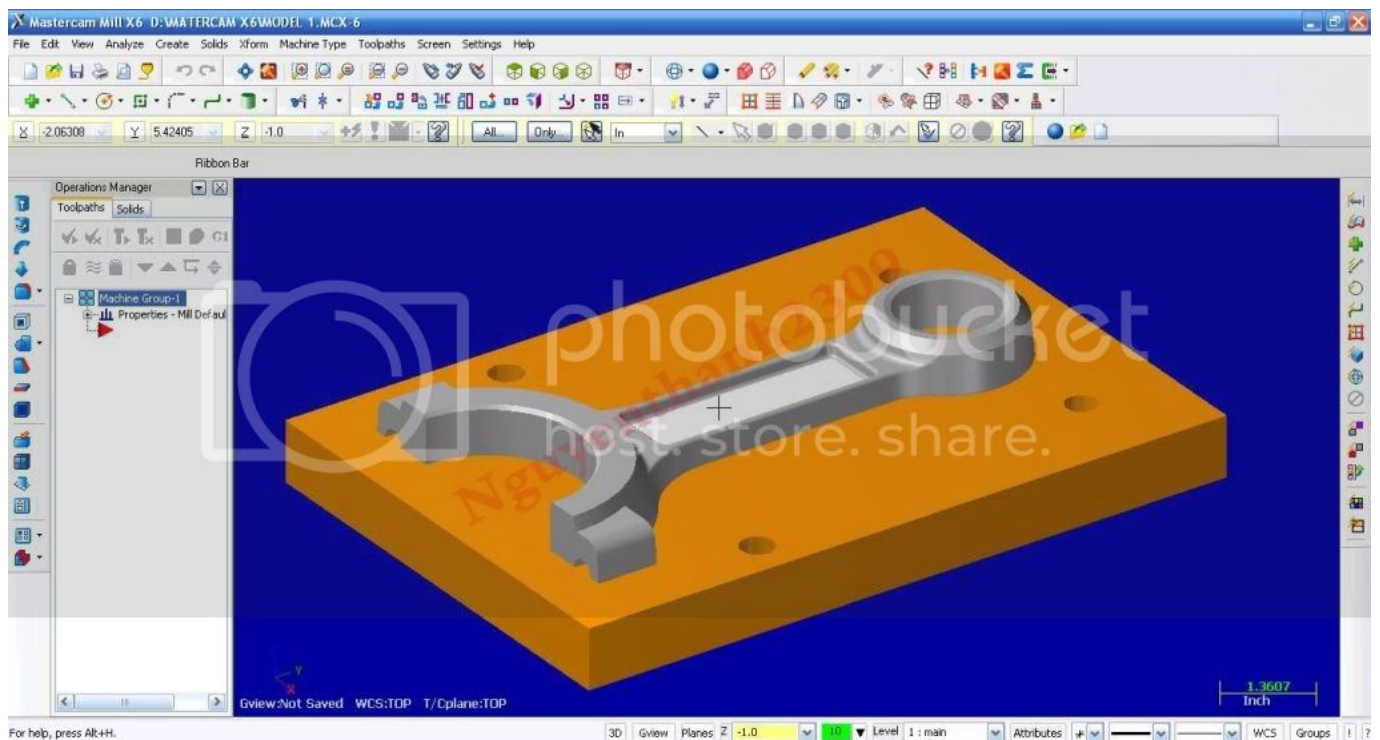 Mastercam Mill X6 D:\MATERCAM X6\MODEL 1.MCX-6
File Edit View Analyze Create Solids Xform Machine Type Toolpaths Screen Settings Help
X -2.06308 Y 5.42405 Z -1.0 All... Only... In
Ribbon Bar
Operations Manager
Toolpaths Solids
G1
Machine Group-1
Properties - Mill Defaul
photobucket
host. store. share.
Nguyenthanh2309
Y
X
Gview:Not Saved WCS:TOP T/Cplane:TOP
1.3607
Inch
For help, press Alt+H.
3D Gview Planes Z -1.0 10 Level 1 : main Attributes WCS Groups ! ?